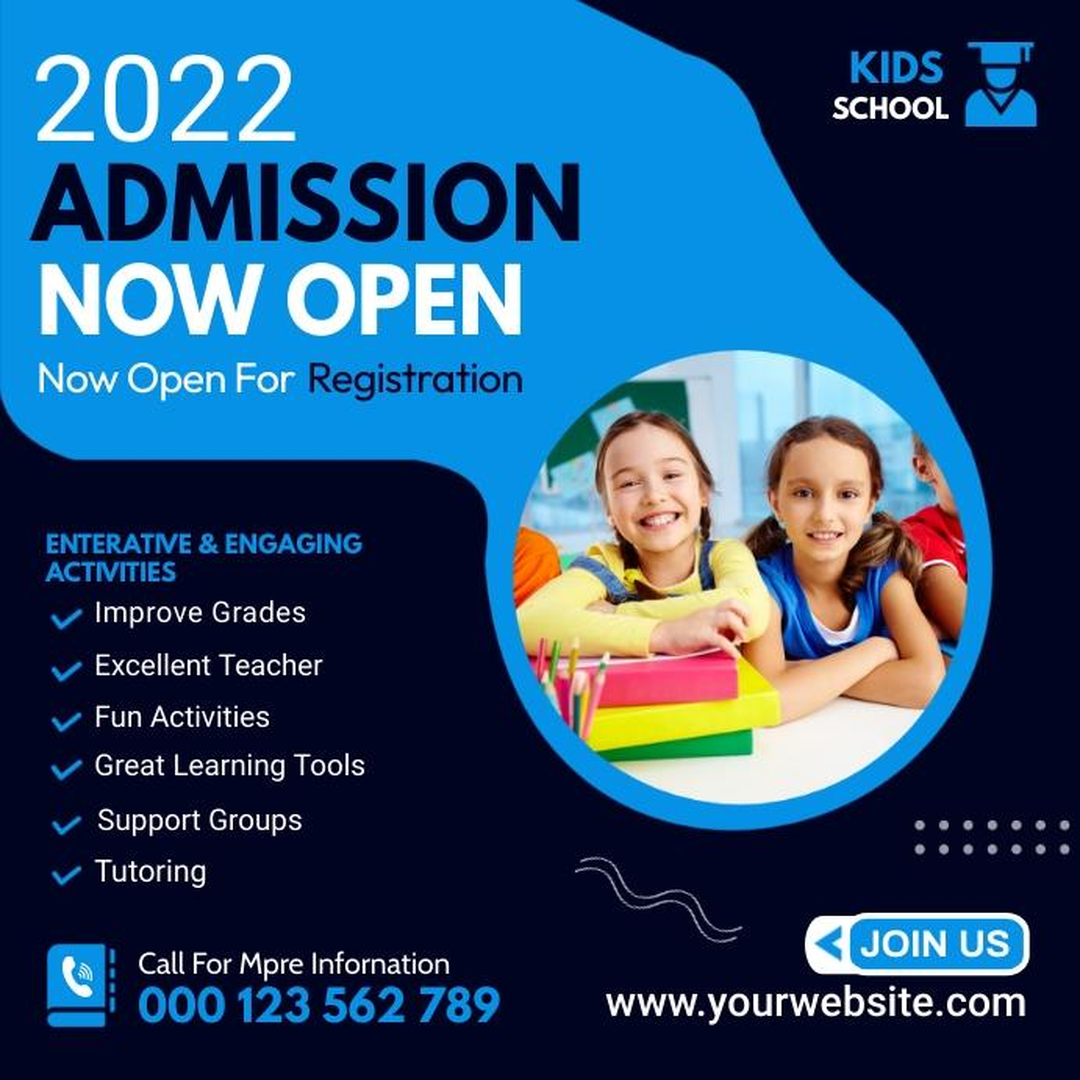 2022
ADMISSION
NOW OPEN
Now Open For Registration
KIDS
SCHOOL
ENTERATIVE & ENGAGING
ACTIVITIES
Improve Grades
Excellent Teacher
Fun Activities
Great Learning Tools
Support Groups
Tutoring
Call For Mpre Infornation
000 123 562 789
JOIN US
www.yourwebsite.com